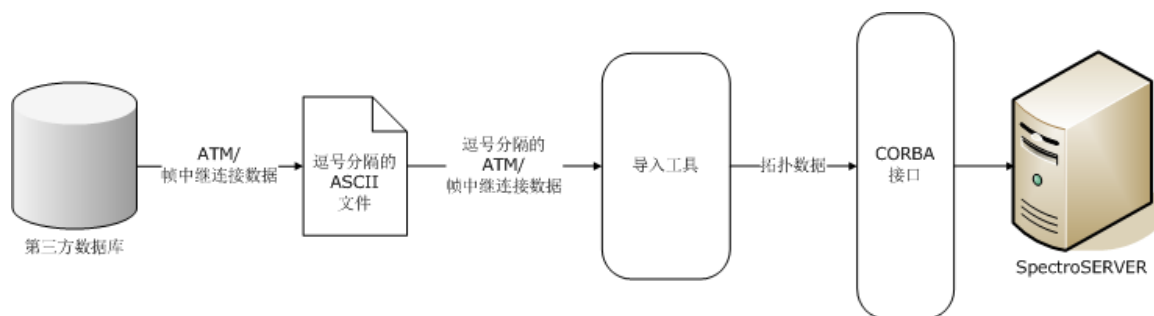 第三方数据库
ATM/
帧中继连接数据
逗号分隔的
ASCII
文件
逗号分隔的
ATM/
帧中继连接数据
导入工具
拓扑数据
CORBA
接口
SpectroSERVER